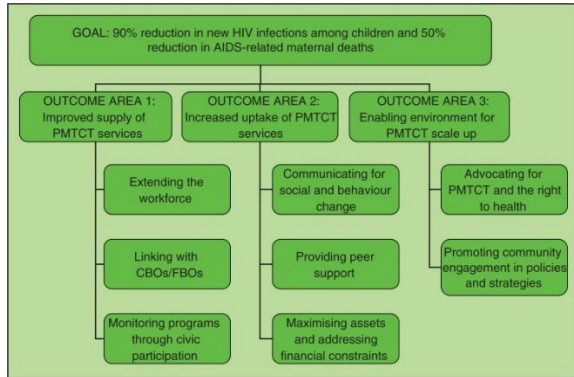 GOAL: 90% reduction in new HIV infections among children and 50%
reduction in AIDS-related maternal deaths
OUTCOME AREA 1:
Improved supply of
PMTCT services
Extending the
workforce
Linking with
CBOs/FBOs
Monitoring programs
through civic
participation
OUTCOME AREA 2:
Increased uptake of PMTCT
services
Communicating for
social and behaviour
change
Providing peer
support
Maximising assets
and addressing
financial constraints
OUTCOME AREA 3:
Enabling environment for
PMTCT scale up
Advocating for
PMTCT and the right
to health
Promoting community
engagement in policies
and strategies